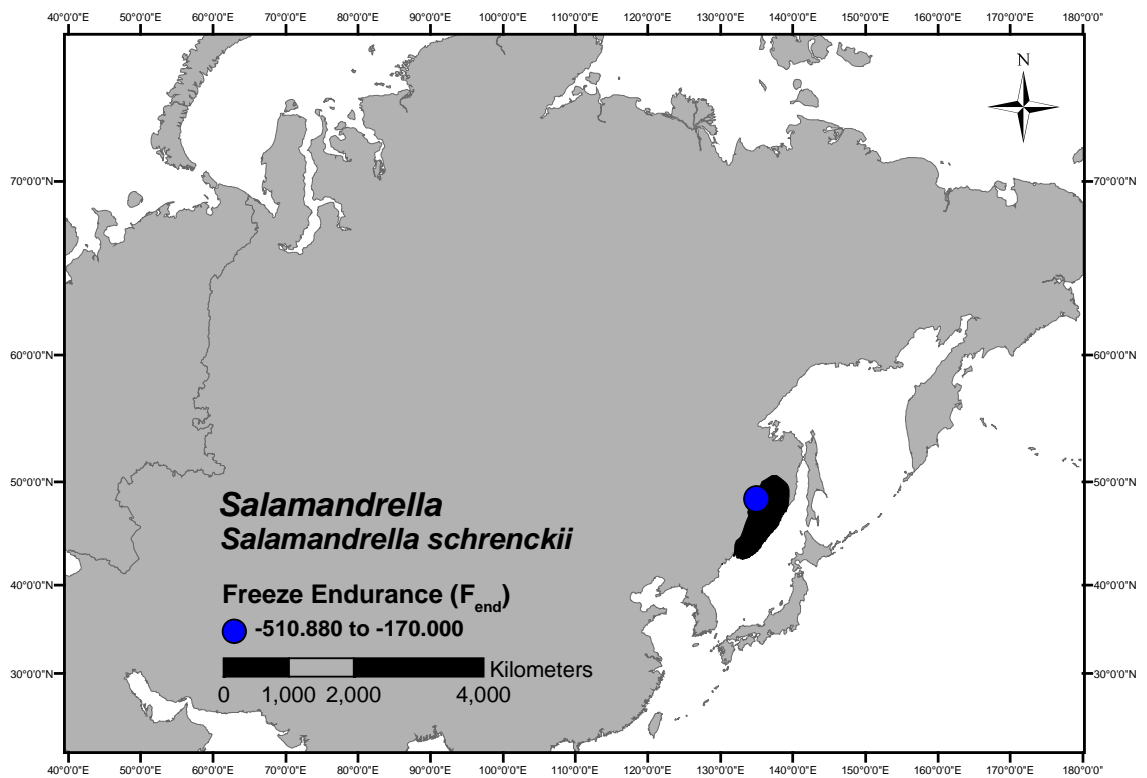 40°0'0"E 50°0'0"E 60°0'0"E 70°0'0"E 80°0'0"E 90°0'0"E 100°0'0"E 110°0'0"E 120°0'0"E 130°0'0"E 140°0'0"E 150°0'0"E 160°0'0"E 170°0'0"E 180°0'0"
N
70°0'0"N 70°0'0"N
60°0'0"N 60°0'0"N
50°0'0"N 50°0'0"N
Salamandrella
Salamandrella schrenckii
40°0'0"N 40°0'0"N
Freeze Endurance (Fend)
-510.880 to -170.000
Kilometers
30°0'0"N 30°0'0"N
0 1,000 2,000 4,000
40°0'0"E 50°0'0"E 60°0'0"E 70°0'0"E 80°0'0"E 90°0'0"E 100°0'0"E 110°0'0"E 120°0'0"E 130°0'0"E 140°0'0"E 150°0'0"E 160°0'0"E 170°0'0"E 180°0'0"